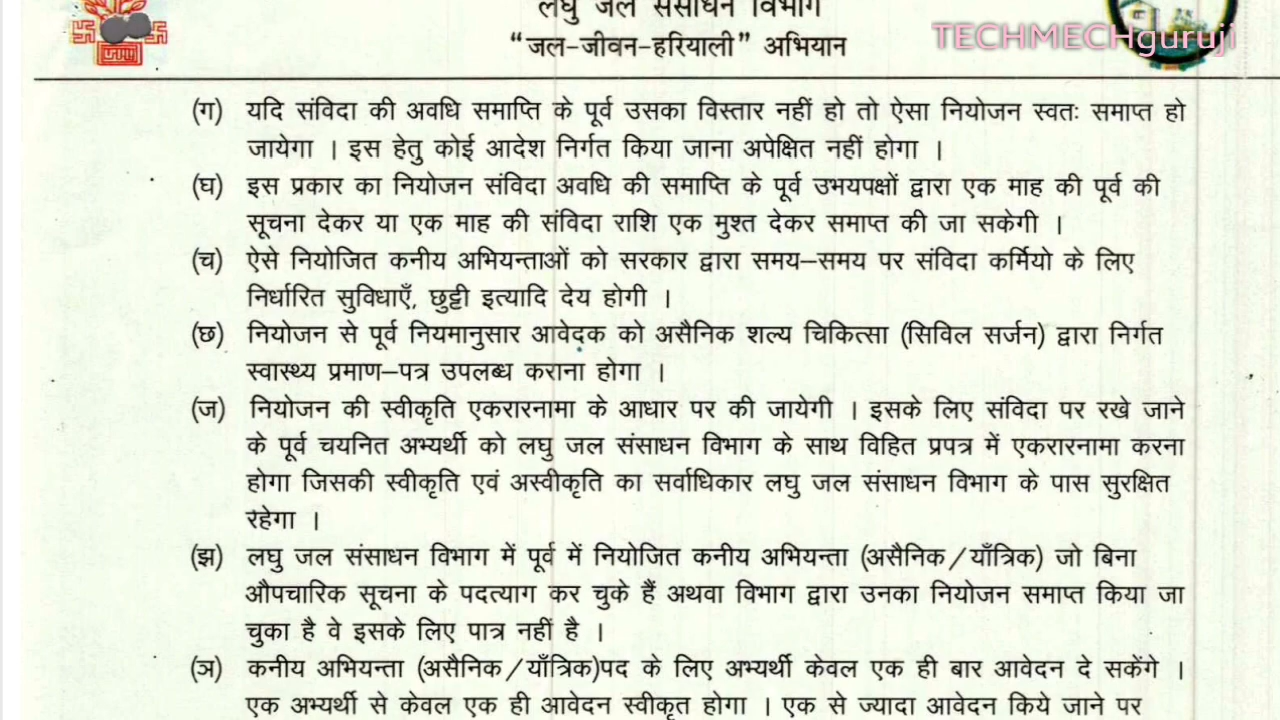 लघु जल संसाधन विभाग
“जल-जीवन-हरियाली” अभियान
TECHMECHguruji
(ग) यदि संविदा की अवधि समाप्ति के पूर्व उसका विस्तार नहीं हो तो ऐसा नियोजन स्वतः समाप्त हो
जायेगा । इस हेतु कोई आदेश निर्गत किया जाना अपेक्षित नहीं होगा ।
(घ) इस प्रकार का नियोजन संविदा अवधि की समाप्ति के पूर्व उभयपक्षों द्वारा एक माह की पूर्व की
सूचना देकर या एक माह की संविदा राशि एक मुश्त देकर समाप्त की जा सकेगी ।
(च) ऐसे नियोजित कनीय अभियन्ताओं को सरकार द्वारा समय–समय पर संविदा कर्मियो के लिए
निर्धारित सुविधाएँ, छुट्टी इत्यादि देय होगी ।
(छ) नियोजन से पूर्व नियमानुसार आवेदक को असैनिक शल्य चिकित्सा (सिविल सर्जन) द्वारा निर्गत
स्वास्थ्य प्रमाण–पत्र उपलब्ध कराना होगा ।
(ज) नियोजन की स्वीकृति एकरारनामा के आधार पर की जायेगी । इसके लिए संविदा पर रखे जाने
के पूर्व चयनित अभ्यर्थी को लघु जल संसाधन विभाग के साथ विहित प्रपत्र में एकरारनामा करना
होगा जिसकी स्वीकृति एवं अस्वीकृति का सर्वाधिकार लघु जल संसाधन विभाग के पास सुरक्षित
रहेगा ।
(झ) लघु जल संसाधन विभाग में पूर्व में नियोजित कनीय अभियन्ता (असैनिक/याँत्रिक) जो बिना
औपचारिक सूचना के पदत्याग कर चुके हैं अथवा विभाग द्वारा उनका नियोजन समाप्त किया जा
चुका है वे इसके लिए पात्र नहीं है ।
(ञ) कनीय अभियन्ता (असैनिक/याँत्रिक)पद के लिए अभ्यर्थी केवल एक ही बार आवेदन दे सकेंगे ।
एक अभ्यर्थी से केवल एक ही आवेदन स्वीकृत होगा । एक से ज्यादा आवेदन किये जाने पर